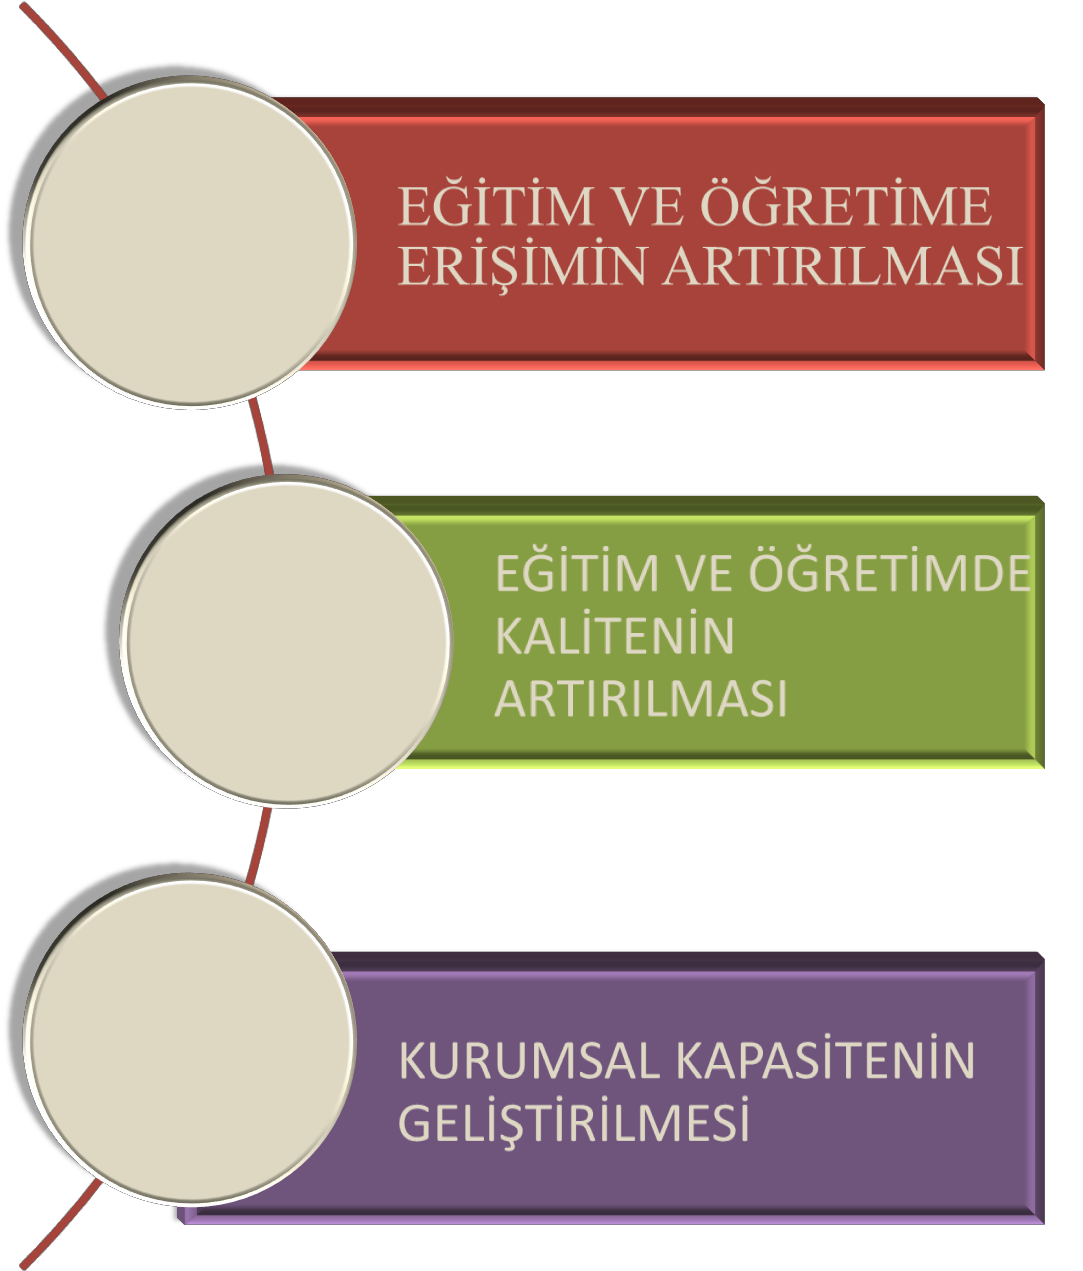 EĞİTİM VE ÖĞRETİME
ERİŞİMİN ARTIRILMASI
EĞİTİM VE ÖĞRETİMDE
KALİTENİN
ARTIRILMASI
KURUMSAL KAPASİTENİN
GELİŞTİRİLMESİ